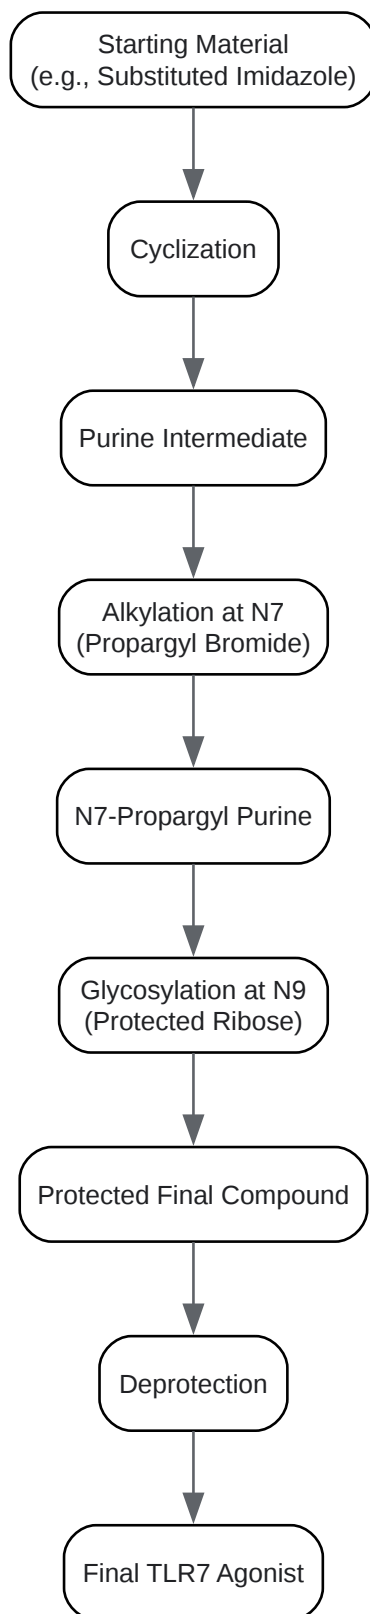 Starting Material
(e.g., Substituted Imidazole)
Cyclization
Purine Intermediate
Alkylation at N7
(Propargyl Bromide)
N7-Propargyl Purine
Glycosylation at N9
(Protected Ribose)
Protected Final Compound
Deprotection
Final TLR7 Agonist